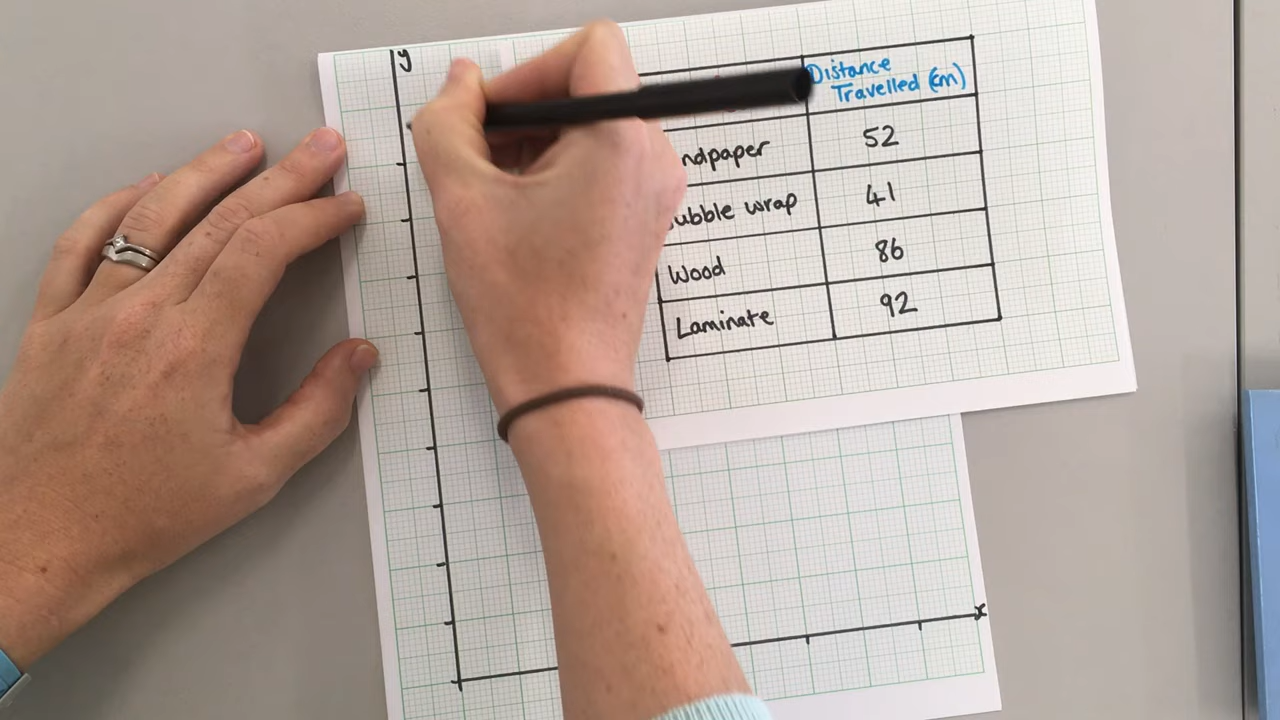 y
Distance
Travelled (cm)
ndpaper 52
ubble wrap 41
Wood 86
Laminate 92
x